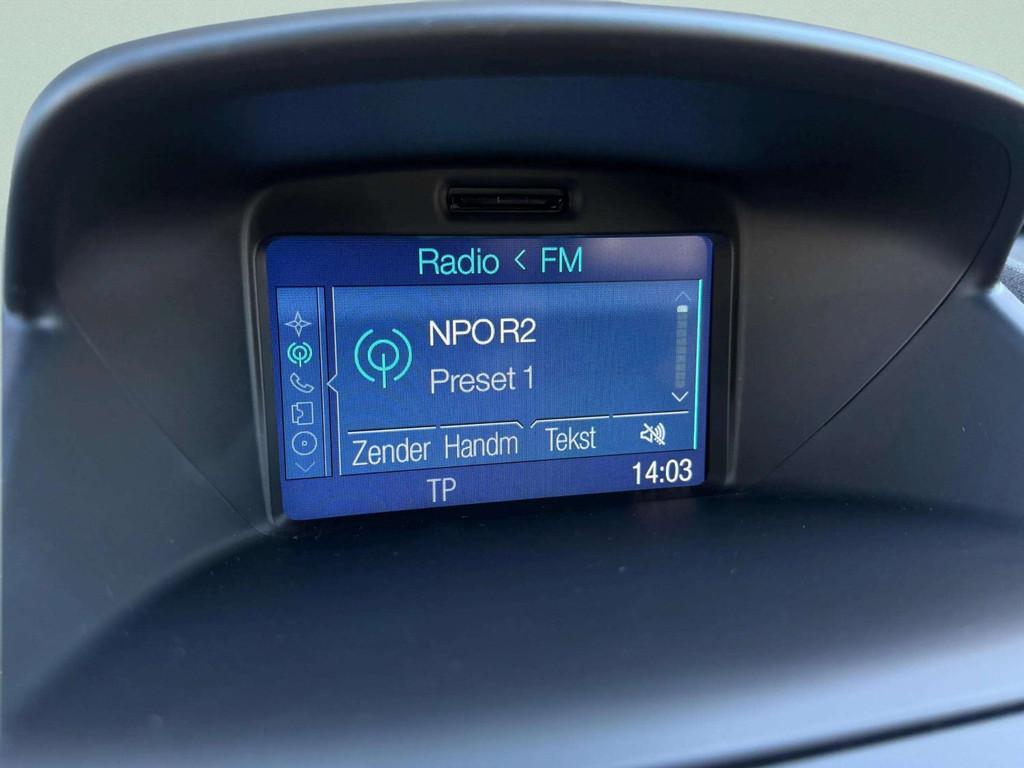 Radio < FM
NPO R2
Preset 1
Zender Handm Tekst
TP 14:03